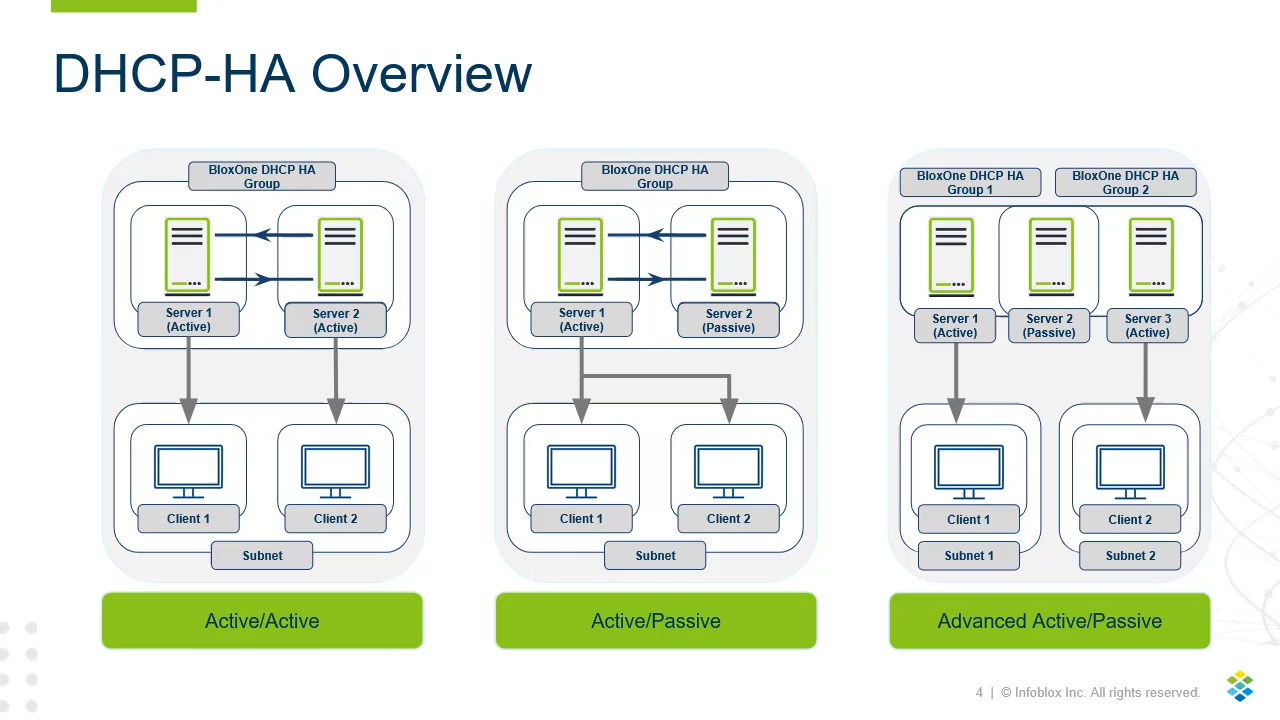 DHCP-HA Overview
BloxOne DHCP HA
Group
Server 1
(Active)
Server 2
(Active)
Client 1
Client 2
Subnet
Active/Active
BloxOne DHCP HA
Group
Server 1
(Active)
Server 2
(Passive)
Client 1
Client 2
Subnet
Active/Passive
BloxOne DHCP HA
Group 1
BloxOne DHCP HA
Group 2
Server 1
(Active)
Server 2
(Passive)
Server 3
(Active)
Client 1
Client 2
Subnet 1
Subnet 2
Advanced Active/Passive
4 | © Infoblox Inc. All rights reserved.